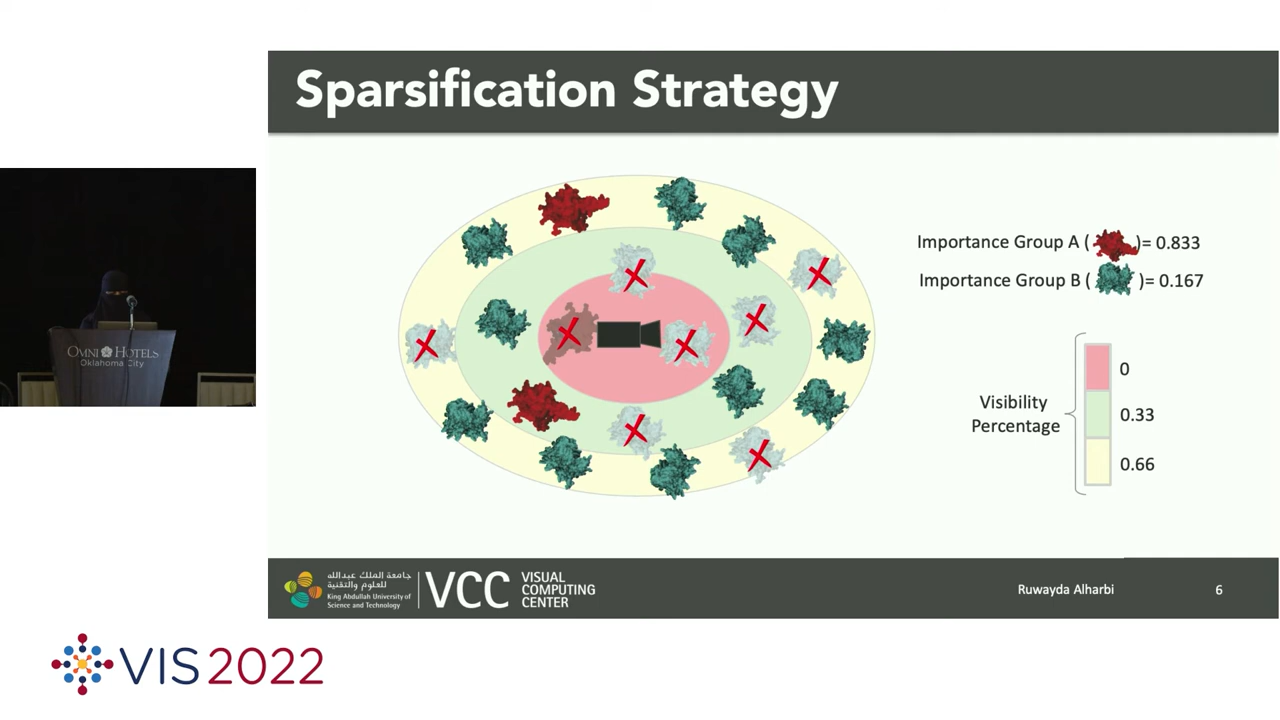 Sparsification Strategy
Importance Group A ( )= 0.833
Importance Group B ( )= 0.167
Visibility
Percentage
0
0.33
0.66
OMNI HOTELS
Oklahoma City
جامعة الملك عبدالله
للعلوم والتقنية
King Abdullah University of
Science and Technology
VCC
VISUAL
COMPUTING
CENTER
Ruwayda Alharbi
6
VIS2022